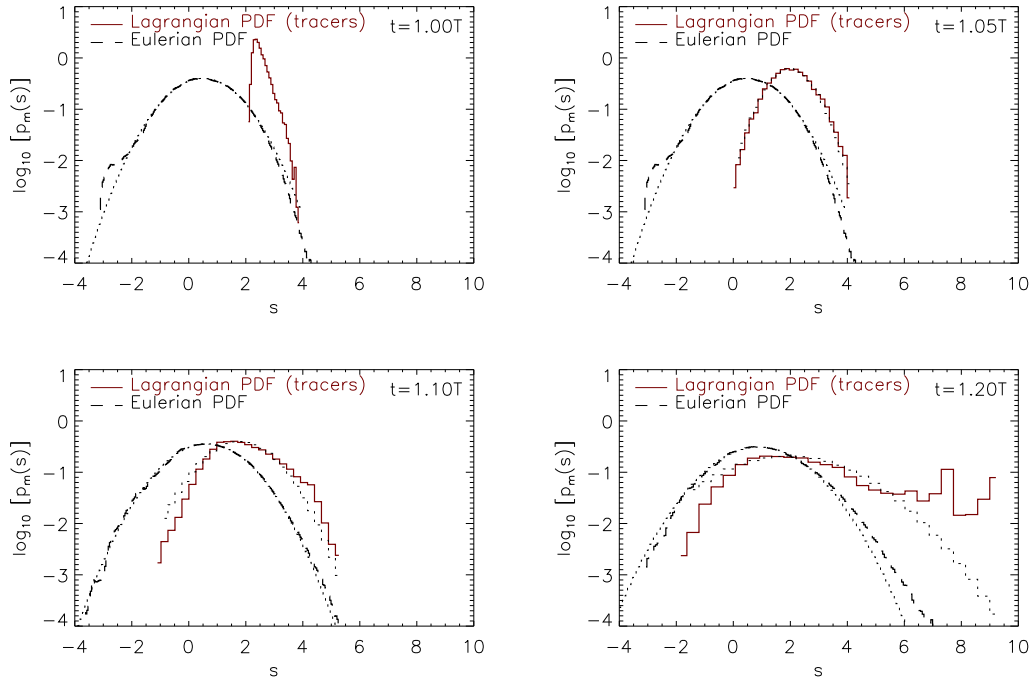 Lagrangian PDF (tracers) t=1.00T
Eulerian PDF
log₁₀ [pₘ(s)]
1
0
−1
−2
−3
−4
−4 −2 0 2 4 6 8 10
s
Lagrangian PDF (tracers) t=1.05T
Eulerian PDF
log₁₀ [pₘ(s)]
1
0
−1
−2
−3
−4
−4 −2 0 2 4 6 8 10
s
Lagrangian PDF (tracers) t=1.10T
Eulerian PDF
log₁₀ [pₘ(s)]
1
0
−1
−2
−3
−4
−4 −2 0 2 4 6 8 10
s
Lagrangian PDF (tracers) t=1.20T
Eulerian PDF
log₁₀ [pₘ(s)]
1
0
−1
−2
−3
−4
−4 −2 0 2 4 6 8 10
s